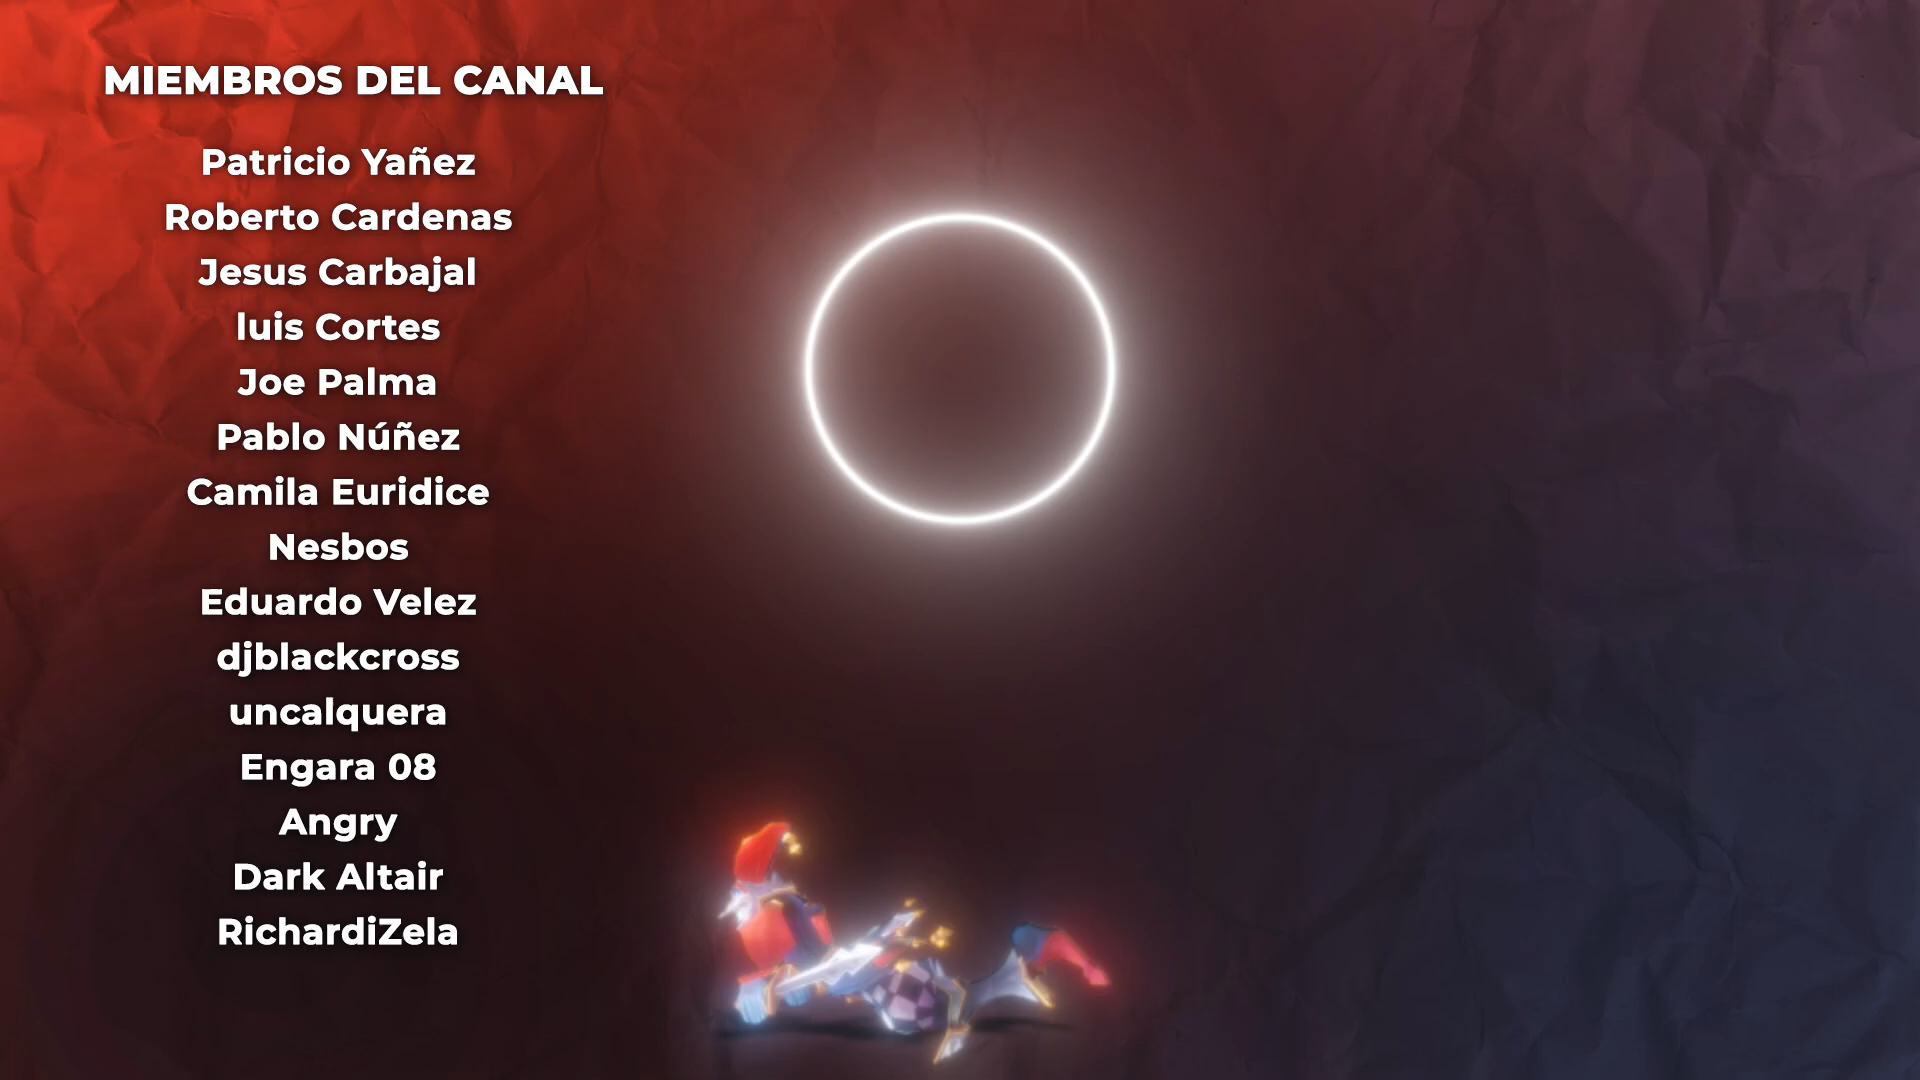 MIEMBROS DEL CANAL
Patricio Yañez
Roberto Cardenas
Jesus Carbajal
luis Cortes
Joe Palma
Pablo Núñez
Camila Euridice
Nesbos
Eduardo Velez
djblackcross
uncalquera
Engara 08
Angry
Dark Altair
RichardiZela